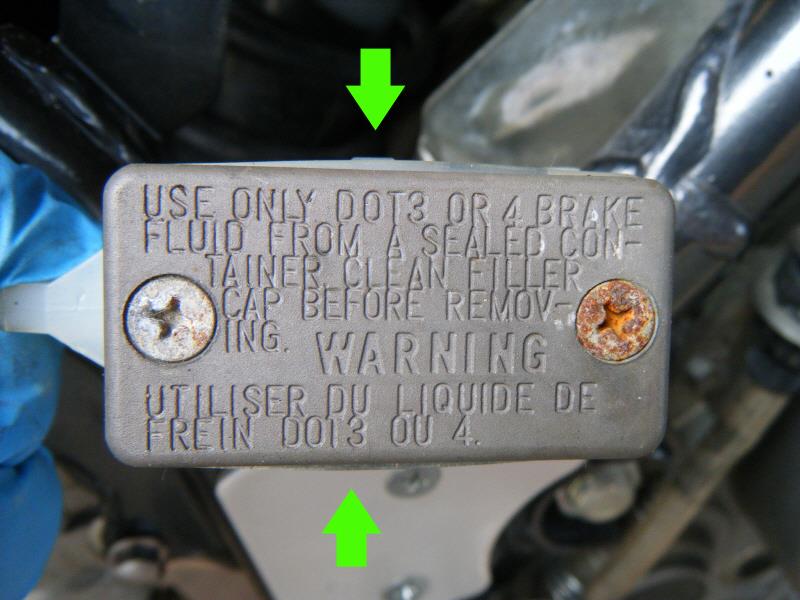 USE ONLY DOT3 OR 4 BRAKE
FLUID FROM A SEALED CON-
TAINER. CLEAN FILLER
CAP BEFORE REMOV-
ING. WARNING
UTILISER DU LIQUIDE DE
FREIN DOT3 OU 4.